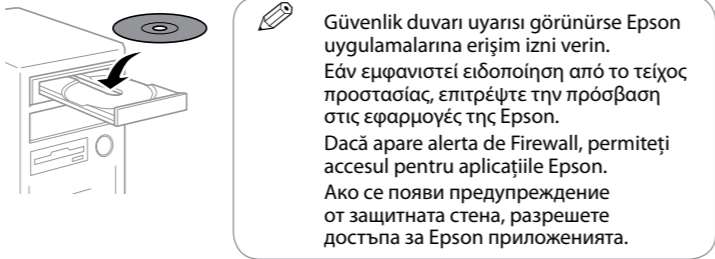 Güvenlik duvarı uyarısı görünürse Epson
uygulamalarına erişim izni verin.
Εάν εμφανιστεί ειδοποίηση από το τείχος
προστασίας, επιτρέψτε την πρόσβαση
στις εφαρμογές της Epson.
Dacă apare alerta de Firewall, permiteți
accesul pentru aplicațiile Epson.
Ако се появи предупреждение
от защитната стена, разрешете
достъпа за Epson приложенията.